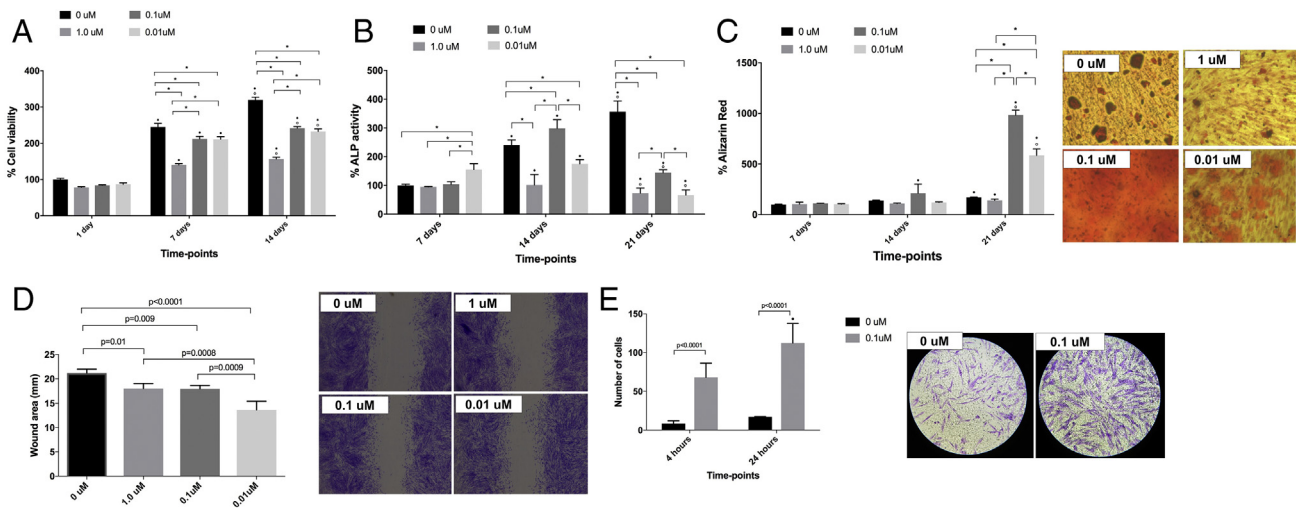 A
0 uM
0.1uM
1.0 uM
0.01uM
% Cell viability
400
300
200
100
0
1 day
7 days
14 days
Time-points
* * * * * * * * * *
B
0 uM
0.1uM
1.0 uM
0.01uM
% ALP activity
500
400
300
200
100
0
7 days
14 days
21 days
Time-points
C
0 uM
0.1uM
1.0 uM
0.01uM
% Alizarin Red
1500
1000
500
0
7 days
14 days
21 days
Time-points
0 uM
1 uM
0.1 uM
0.01 uM
D
p<0.0001
p=0.009
p=0.01
p=0.0008
p=0.0009
Wound area (mm)
25
20
15
10
5
0
0 uM
1.0 uM
0.1uM
0.01uM
0 uM
1 uM
0.1 uM
0.01 uM
E
0 uM
0.1uM
p<0.0001
p<0.0001
Number of cells
150
100
50
0
4 hours
24 hours
Time-points
0 uM
0.1 uM